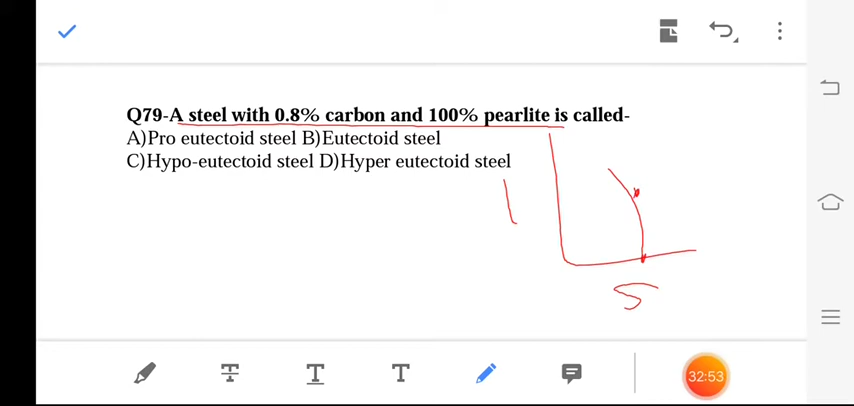 Q79-A steel with 0.8% carbon and 100% pearlite is called-
A)Pro eutectoid steel B)Eutectoid steel
C)Hypo-eutectoid steel D)Hyper eutectoid steel
S
T T T
32:53